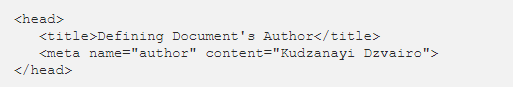 <head>
   <title>Defining Document's Author</title>
   <meta name="author" content="Kudzanayi Dzvairo">
</head>